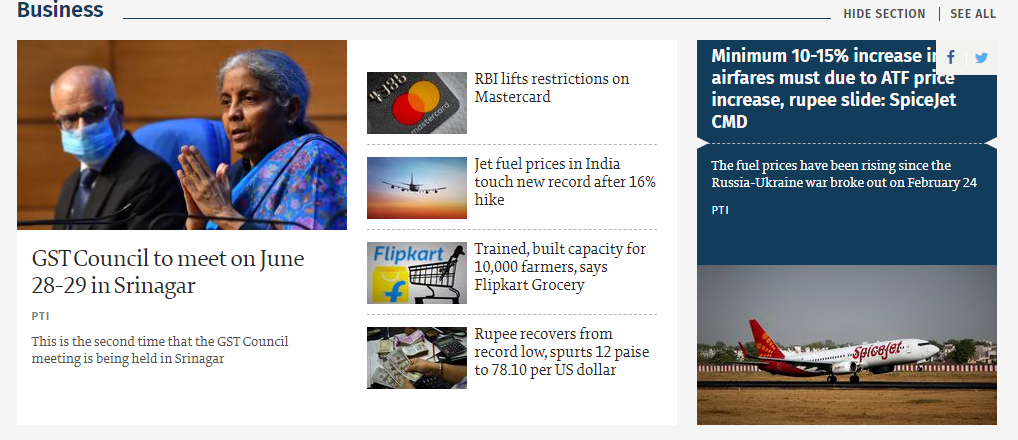 Business
HIDE SECTION | SEE ALL
GST Council to meet on June
28-29 in Srinagar
PTI
This is the second time that the GST Council
meeting is being held in Srinagar
mastercard
RBI lifts restrictions on
Mastercard
Jet fuel prices in India
touch new record after 16%
hike
Flipkart
Trained, built capacity for
10,000 farmers, says
Flipkart Grocery
Rupee recovers from
record low, spurts 12 paise
to 78.10 per US dollar
Minimum 10-15% increase in
airfares must due to ATF price
increase, rupee slide: SpiceJet
CMD
The fuel prices have been rising since the
Russia-Ukraine war broke out on February 24
PTI
SpiceJet